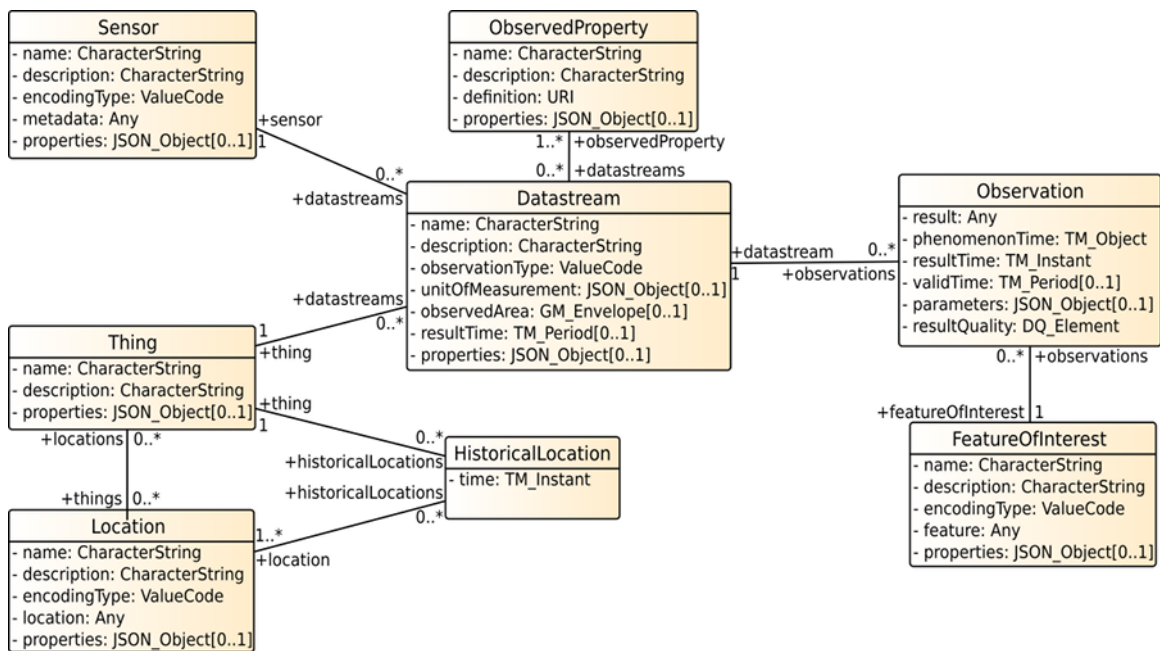 Sensor
- name: CharacterString
- description: CharacterString
- encodingType: ValueCode
- metadata: Any
- properties: JSON_Object[0..1]
+sensor
1
0..*
+datastreams
ObservedProperty
- name: CharacterString
- description: CharacterString
- definition: URI
- properties: JSON_Object[0..1]
1..* +observedProperty
0..* +datastreams
Datastream
- name: CharacterString
- description: CharacterString
- observationType: ValueCode
- unitOfMeasurement: JSON_Object[0..1]
- observedArea: GM_Envelope[0..1]
- resultTime: TM_Period[0..1]
- properties: JSON_Object[0..1]
+datastream 0..*
1 +observations
Observation
- result: Any
- phenomenonTime: TM_Object
- resultTime: TM_Instant
- validTime: TM_Period[0..1]
- parameters: JSON_Object[0..1]
- resultQuality: DQ_Element
0..* +observations
+featureOfInterest 1
FeatureOfInterest
- name: CharacterString
- description: CharacterString
- encodingType: ValueCode
- feature: Any
- properties: JSON_Object[0..1]
+datastreams
0..*
1
+thing
Thing
- name: CharacterString
- description: CharacterString
- properties: JSON_Object[0..1]
+thing
1
0..*
+historicalLocations
+locations 0..*
+things 0..*
HistoricalLocation
- time: TM_Instant
+historicalLocations
0..*
1..*
+location
Location
- name: CharacterString
- description: CharacterString
- encodingType: ValueCode
- location: Any
- properties: JSON_Object[0..1]